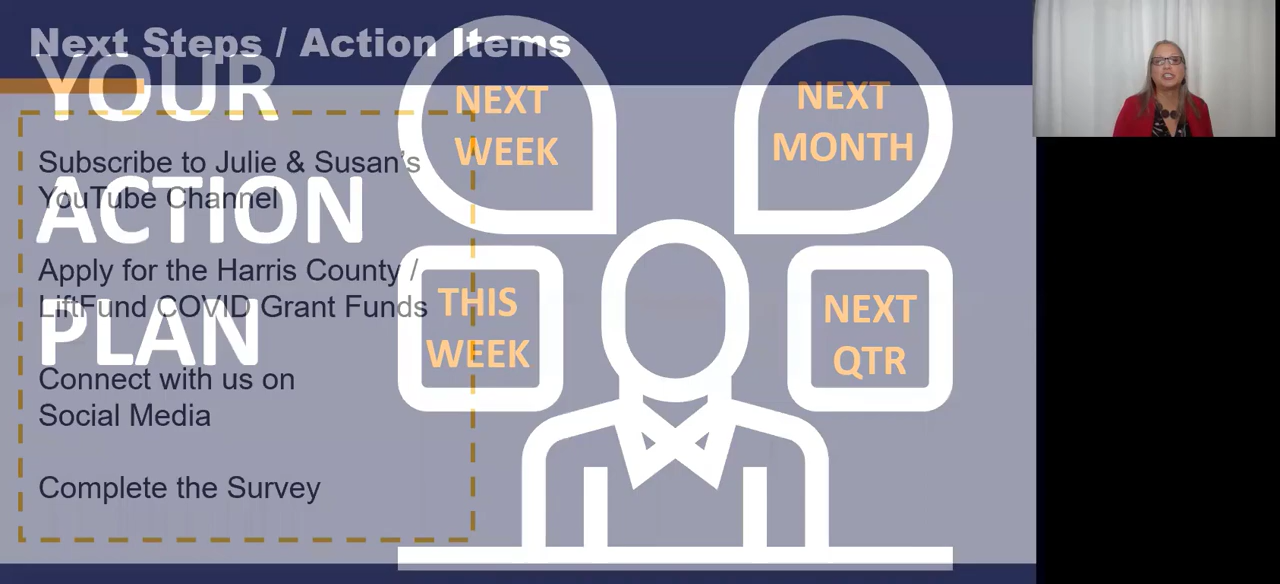 Next Steps / Action Items
YOUR
ACTION
PLAN
Subscribe to Julie & Susan's
YouTube Channel
Apply for the Harris County /
LiftFund COVID Grant Funds
Connect with us on
Social Media
Complete the Survey
NEXT
WEEK
NEXT
MONTH
THIS
WEEK
NEXT
QTR